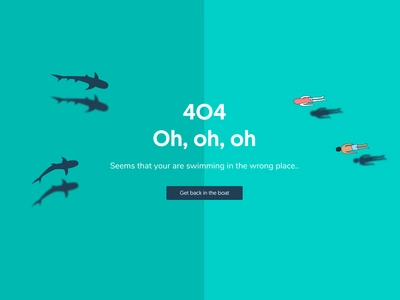 404
Oh, oh, oh
Seems that your are swimming in the wrong place..
Get back in the boat